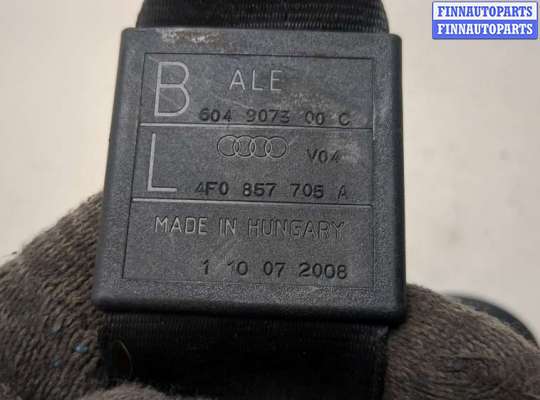 FINNAUTOPARTS
FINNAUTOPARTS
B ALE
604 9073 00 C
V04
L 4F0 857 705 A
MADE IN HUNGARY
1 10 07 2008